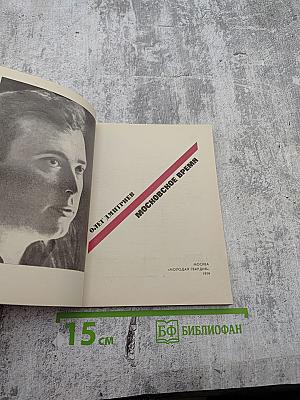 ОЛЕГ ДМИТРИЕВ
МОСКОВСКОЕ ВРЕМЯ
МОСКВА
«МОЛОДАЯ ГВАРДИЯ»
15 см
БФ БИБЛИОФАН